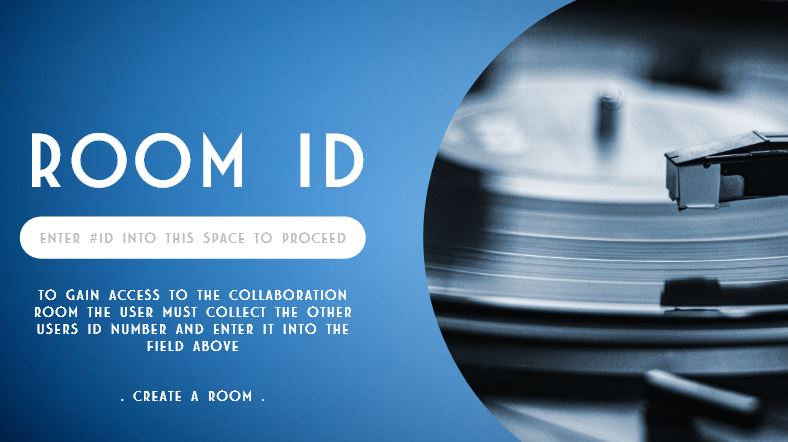 ROOM ID
ENTER #ID INTO THIS SPACE TO PROCEED
TO GAIN ACCESS TO THE COLLABORATION
ROOM THE USER MUST COLLECT THE OTHER
USERS ID NUMBER AND ENTER IT INTO THE
FIELD ABOVE
. CREATE A ROOM .